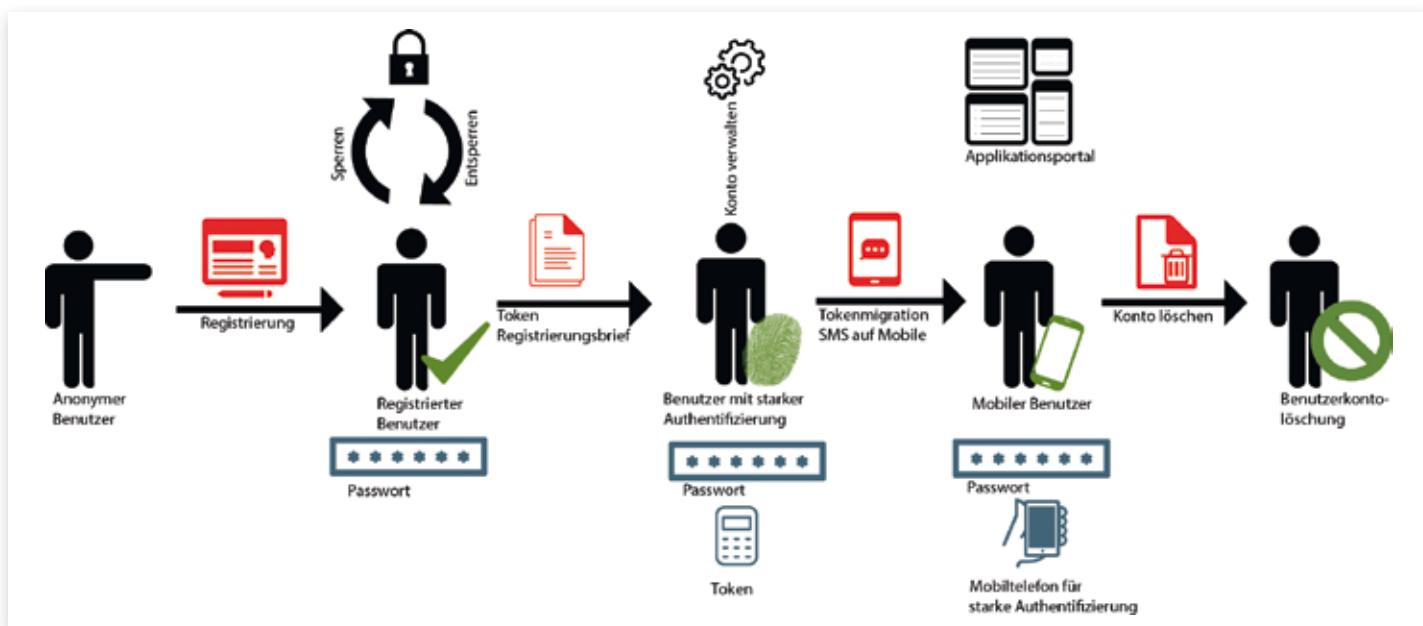 Sperren
Entsperren
Konto verwalten
Applikationsportal
Registrierung
Token
Registrierungsbrief
Tokenmigration
SMS auf Mobile
Konto löschen
Anonymer
Benutzer
Registrierter
Benutzer
Benutzer mit starker
Authentifizierung
Mobiler Benutzer
Benutzerkonto-
löschung
******
Passwort
******
Passwort
******
Passwort
Token
Mobiltelefon für
starke Authentifizierung